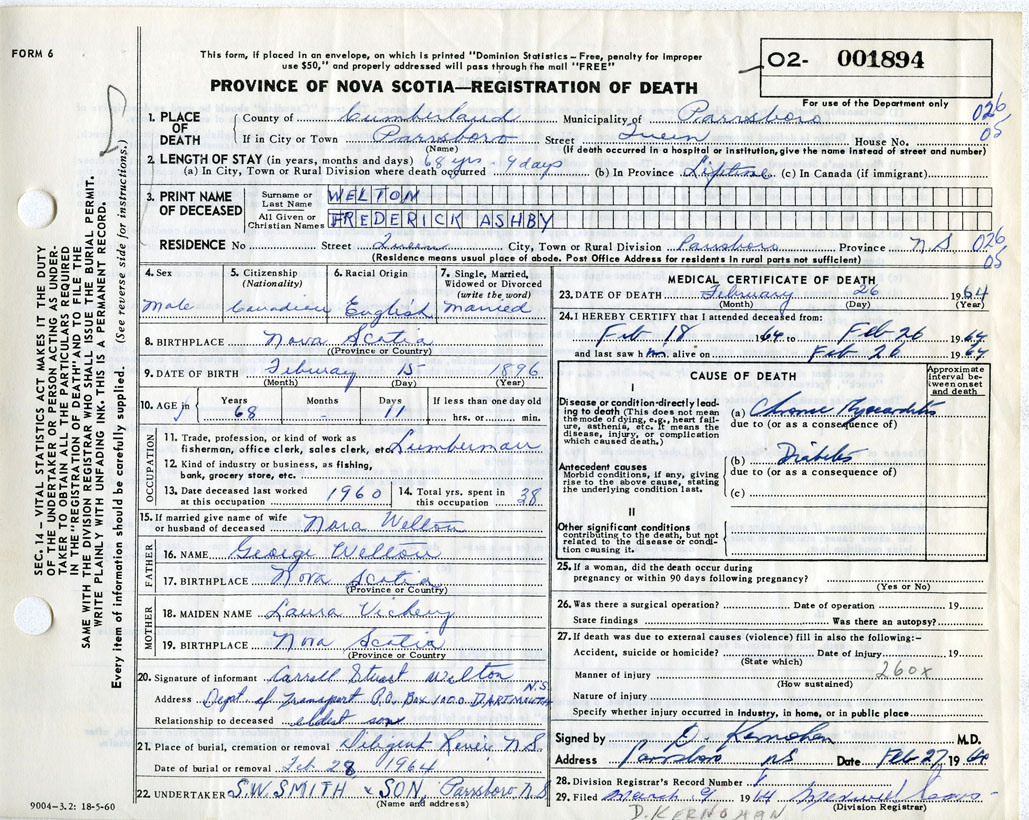 FORM 6
This form, if placed in an envelope, on which is printed "Dominion Statistics – Free, penalty for improper
use $50," and properly addressed will pass through the mail "FREE"
02- 001894
PROVINCE OF NOVA SCOTIA—REGISTRATION OF DEATH
For use of the Department only
1. PLACE OF DEATH
County of Cumberland Municipality of Parrsboro 026
If in City or Town Parrsboro Street Queen House No. 05
(Name) (If death occurred in a hospital or institution, give the name instead of street and number)
2. LENGTH OF STAY (in years, months and days) 68 yrs - 9 days
(a) In City, Town or Rural Division where death occurred (b) In Province Lifetime (c) In Canada (if immigrant)
3. PRINT NAME OF DECEASED
Surname or Last Name WELTON
All Given or Christian Names FREDERICK ASHBY
RESIDENCE No Street Queen City, Town or Rural Division Parrsboro Province N S 026
(Residence means usual place of abode. Post Office Address for residents in rural parts not sufficient) 05
4. Sex Male
5. Citizenship (Nationality) Canadian
6. Racial Origin English
7. Single, Married, Widowed or Divorced (write the word) Married
8. BIRTHPLACE Nova Scotia
(Province or Country)
9. DATE OF BIRTH February 15 1896
(Month) (Day) (Year)
10. AGE Years 68 Months - Days 11 If less than one day old
hrs. or min.
OCCUPATION
11. Trade, profession, or kind of work as
fisherman, office clerk, sales clerk, etc. Lumberman
12. Kind of industry or business, as fishing,
bank, grocery store, etc.
13. Date deceased last worked at this occupation 1960 14. Total yrs. spent in this occupation 38
15. If married give name of wife or husband of deceased Nora Welton
FATHER
16. NAME George Welton
17. BIRTHPLACE Nova Scotia
(Province or Country)
MOTHER
18. MAIDEN NAME Laura Vickery
19. BIRTHPLACE Nova Scotia
(Province or Country)
20. Signature of informant Carroll Stuart Welton
Address Dept of Transport P.O. Box 1000 DARTMOUTH N.S.
Relationship to deceased eldest son
21. Place of burial, cremation or removal Diligent River N.S.
Date of burial or removal Feb 28 1964
22. UNDERTAKER S.W. SMITH & SON, Parrsboro, N.S
(Name and address)
MEDICAL CERTIFICATE OF DEATH
23. DATE OF DEATH February 26 1964
(Month) (Day) (Year)
24. I HEREBY CERTIFY that I attended deceased from:
Feb 18 1964 to Feb 26 1964
and last saw him alive on Feb 26 1964
CAUSE OF DEATH
Approximate interval between onset and death
I
Disease or condition directly leading to death (This does not mean the mode of dying, e.g., heart failure, asthenia, etc. It means the disease, injury, or complication which caused death.)
(a) Chronic Myocarditis
due to (or as a consequence of)
Antecedent causes
Morbid conditions, if any, giving rise to the above cause, stating the underlying condition last.
(b) Diabetes
due to (or as a consequence of)
(c)
II
Other significant conditions
contributing to the death, but not related to the disease or condition causing it.
25. If a woman, did the death occur during
pregnancy or within 90 days following pregnancy?
(Yes or No)
26. Was there a surgical operation? Date of operation 19
State findings Was there an autopsy?
27. If death was due to external causes (violence) fill in also the following:–
Accident, suicide or homicide? Date of injury 19
(State which)
Manner of injury 260x
(How sustained)
Nature of injury
Specify whether injury occurred in industry, in home, or in public place
Signed by D. Kernohan M.D.
Address Parrsboro NS Date Feb 27 1964
28. Division Registrar's Record Number
29. Filed March 9 1964
(Division Registrar)
D. KERNOHAN
SEC. 14 – VITAL STATISTICS ACT MAKES IT THE DUTY
OF THE UNDERTAKER OR PERSON ACTING AS UNDER-
TAKER TO OBTAIN ALL THE PARTICULARS REQUIRED
IN THE "REGISTRATION OF DEATH" AND TO FILE THE
SAME WITH THE DIVISION REGISTRAR WHO SHALL ISSUE THE BURIAL PERMIT.
WRITE PLAINLY WITH UNFADING INK. THIS IS A PERMANENT RECORD.
Every item of information should be carefully supplied. (See reverse side for instructions.)
9004–3.2: 18-5-60